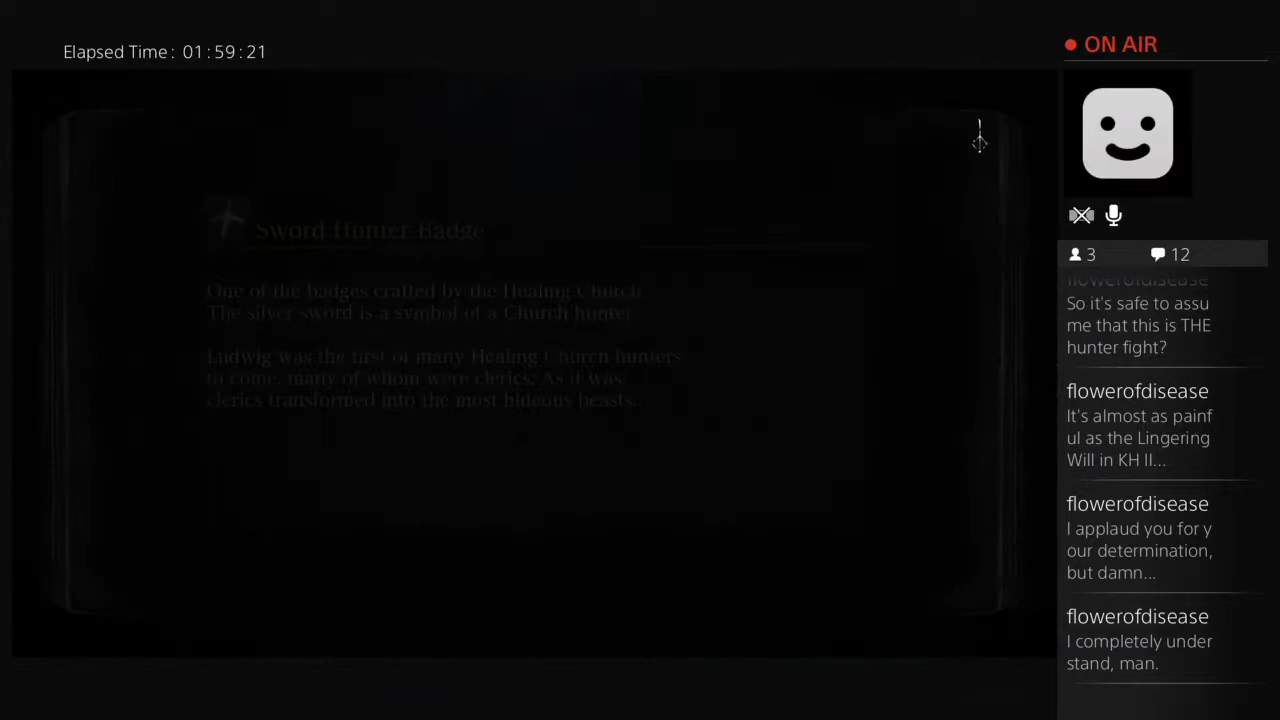 Elapsed Time: 01:59:21
ON AIR
3 12
flowerofdisease
So it's safe to assu
me that this is THE
hunter fight?
flowerofdisease
It's almost as painf
ul as the Lingering
Will in KH II...
flowerofdisease
I applaud you for y
our determination,
but damn...
flowerofdisease
I completely under
stand, man.
Sword Hunter Badge
One of the badges crafted by the Healing Church.
The silver sword is a symbol of a Church hunter.
Ludwig was the first of many Healing Church hunters
to come, many of whom were clerics. As it was
clerics transformed into the most hideous beasts.